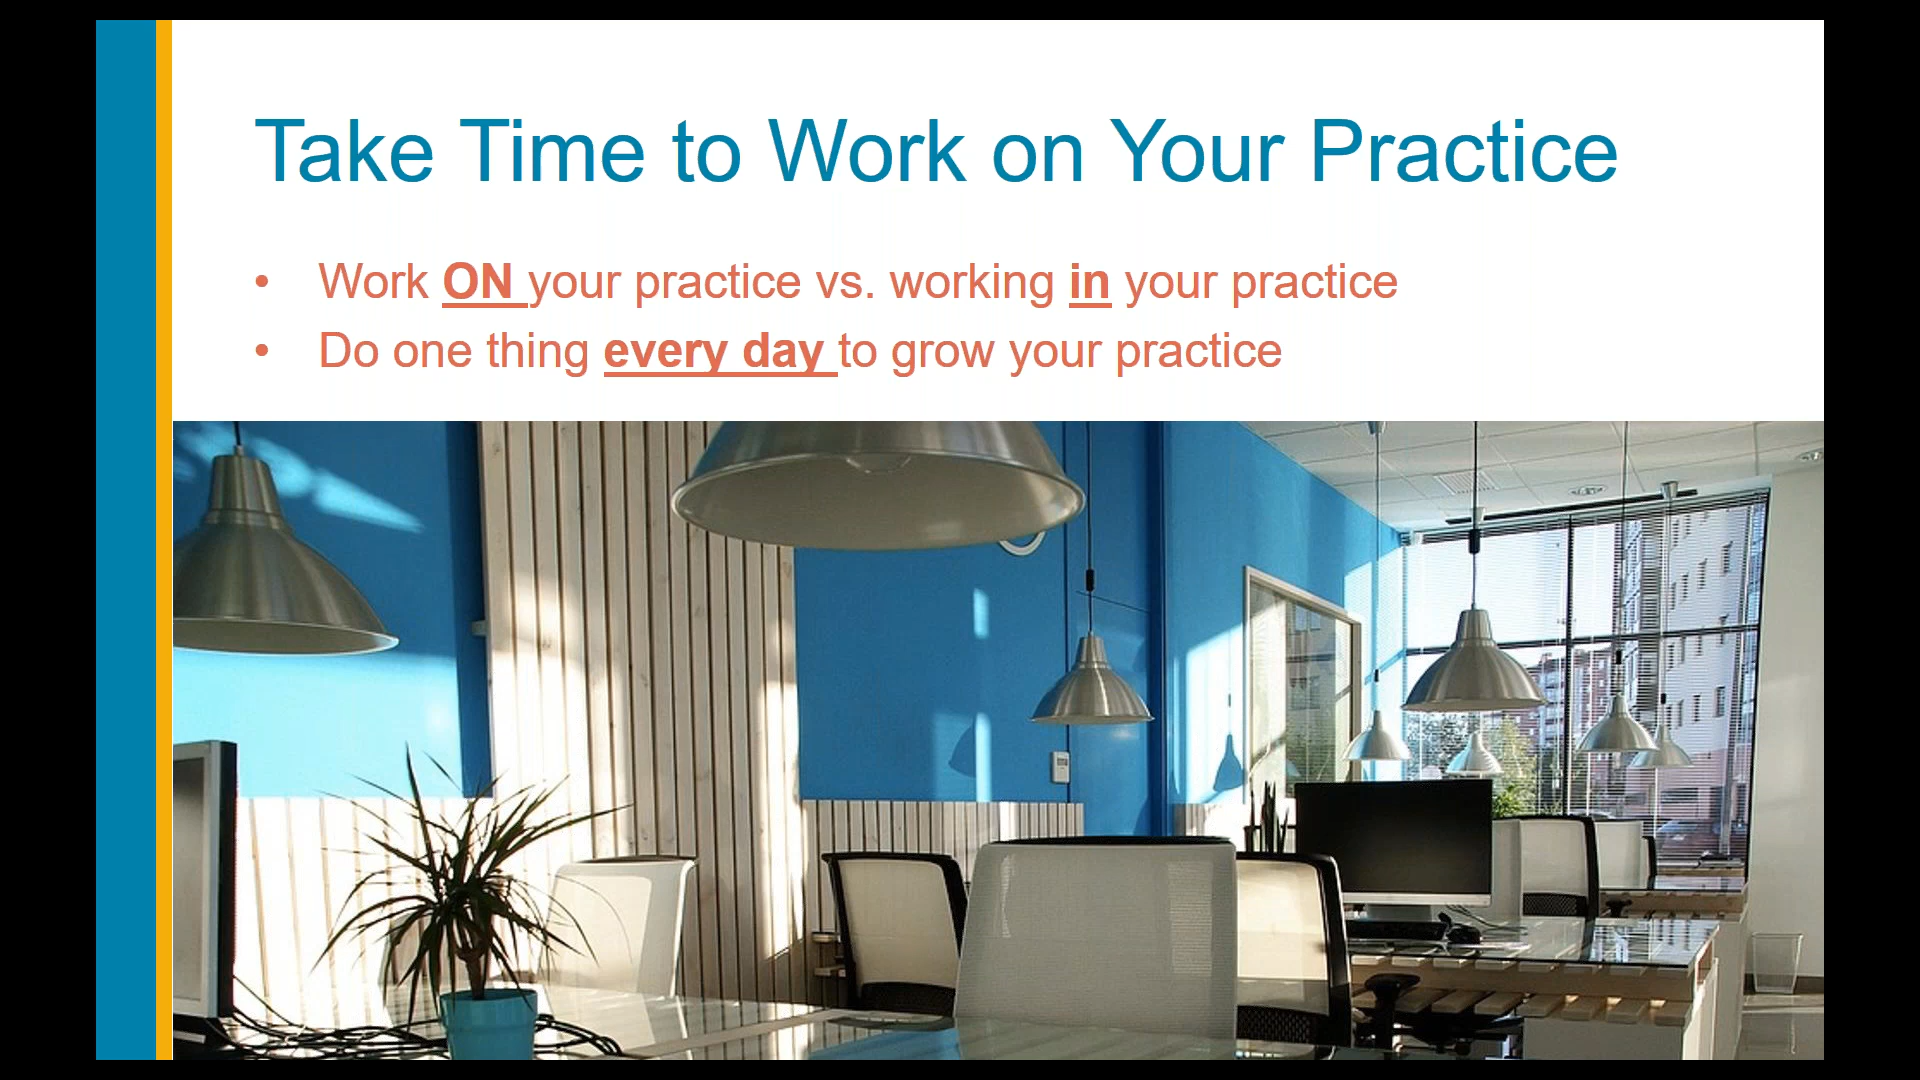 Take Time to Work on Your Practice
• Work ON your practice vs. working in your practice
• Do one thing every day to grow your practice